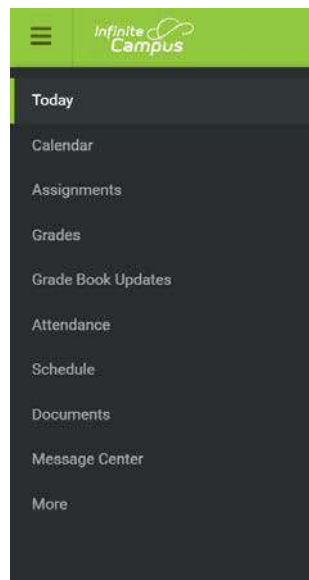 Infinite
Campus
Today
Calendar
Assignments
Grades
Grade Book Updates
Attendance
Schedule
Documents
Message Center
More